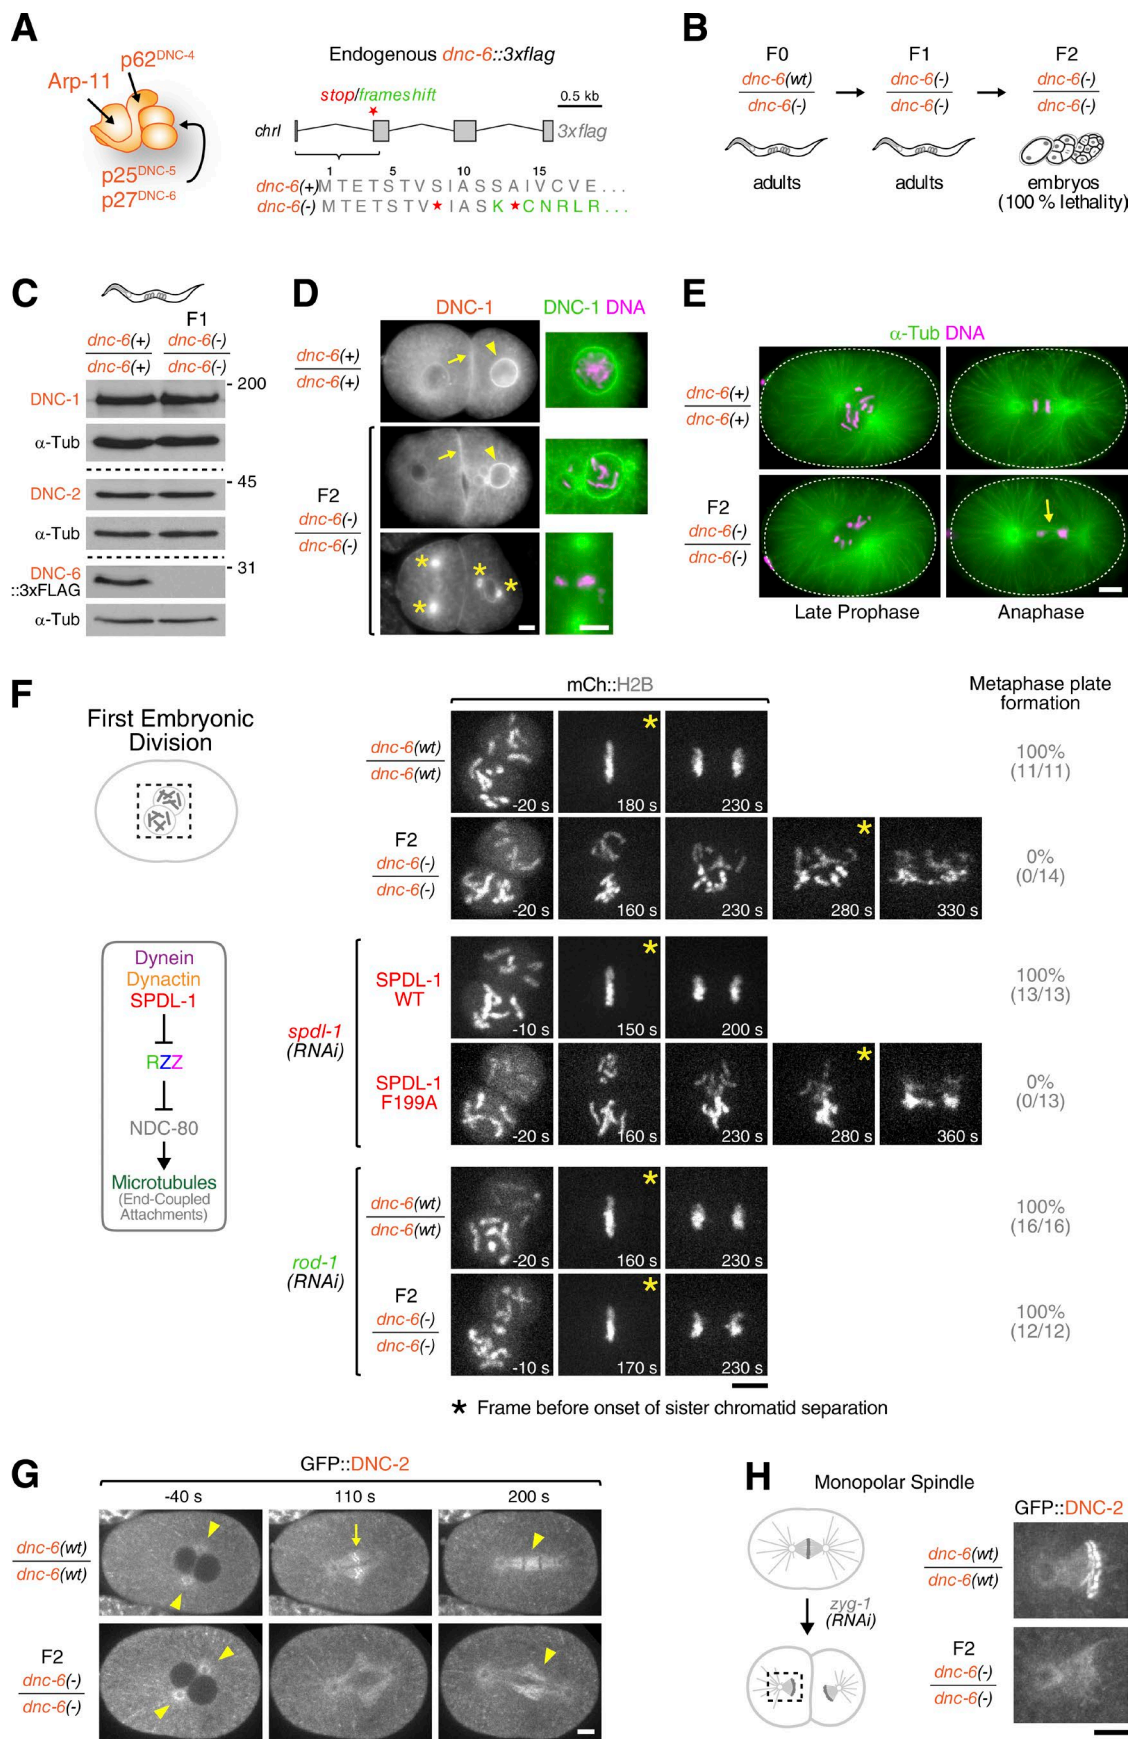 A
p62DNC-4
Arp-11
p25DNC-5
p27DNC-6
Endogenous dnc-6::3xflag
stop/frameshift
0.5 kb
chrI
3xflag
1 5 10 15
dnc-6(+) M T E T S T V S I A S S A I V C V E ...
dnc-6(-) M T E T S T V ★ I A S K ★ C N R L R ...
B
F0 F1 F2
dnc-6(wt) dnc-6(-) dnc-6(-)
dnc-6(-) dnc-6(-) dnc-6(-)
adults adults embryos
(100 % lethality)
C
F1
dnc-6(+) dnc-6(-)
dnc-6(+) dnc-6(-)
- 200
DNC-1
α-Tub
- 45
DNC-2
α-Tub
- 31
DNC-6
::3xFLAG
α-Tub
D
DNC-1 DNC-1 DNA
dnc-6(+)
dnc-6(+)
F2
dnc-6(-)
dnc-6(-)
E
α-Tub DNA
dnc-6(+)
dnc-6(+)
F2
dnc-6(-)
dnc-6(-)
Late Prophase Anaphase
F
First Embryonic
Division
mCh::H2B
Metaphase plate
formation
dnc-6(wt)
dnc-6(wt)
-20 s 180 s 230 s
100%
(11/11)
F2
dnc-6(-)
dnc-6(-)
-20 s 160 s 230 s 280 s 330 s
0%
(0/14)
Dynein
Dynactin
SPDL-1
RZZ
NDC-80
Microtubules
(End-Coupled
Attachments)
spdl-1
(RNAi)
SPDL-1
WT
-10 s 150 s 200 s
100%
(13/13)
SPDL-1
F199A
-20 s 160 s 230 s 280 s 360 s
0%
(0/13)
rod-1
(RNAi)
dnc-6(wt)
dnc-6(wt)
-20 s 160 s 230 s
100%
(16/16)
F2
dnc-6(-)
dnc-6(-)
-10 s 170 s 230 s
100%
(12/12)
* Frame before onset of sister chromatid separation
G
GFP::DNC-2
-40 s 110 s 200 s
dnc-6(wt)
dnc-6(wt)
F2
dnc-6(-)
dnc-6(-)
H
Monopolar Spindle
GFP::DNC-2
zyg-1
(RNAi)
dnc-6(wt)
dnc-6(wt)
F2
dnc-6(-)
dnc-6(-)